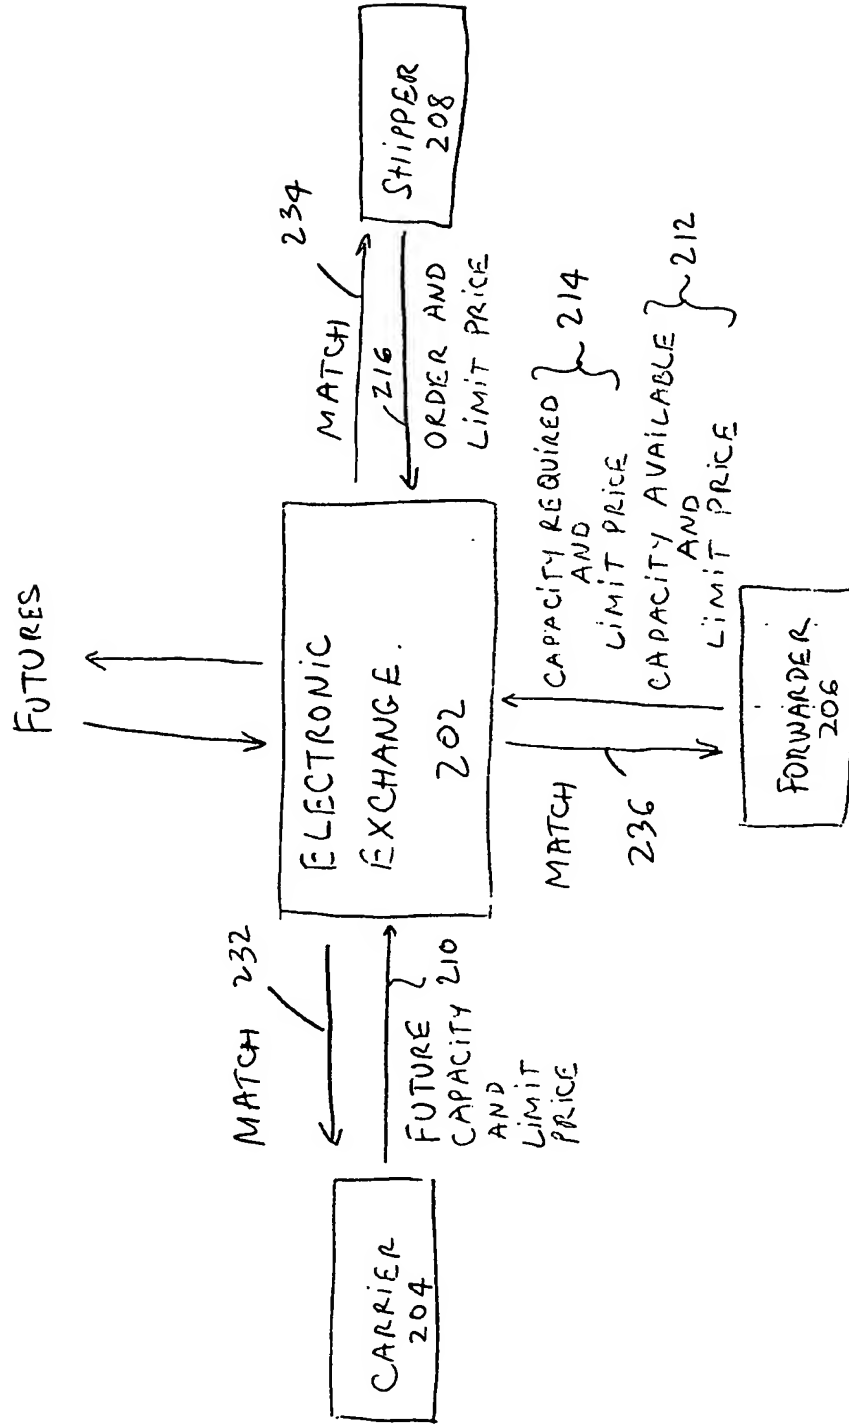 FUTURES
ELECTRONIC
EXCHANGE.
202
MATCH 232
CARRIER
204
FUTURE
CAPACITY 210
AND
LIMIT
PRICE
MATCH
234
216
ORDER AND
LIMIT PRICE
SHIPPER
208
MATCH
236
CAPACITY REQUIRED
AND
LIMIT PRICE
214
CAPACITY AVAILABLE
AND
LIMIT PRICE
212
FORWARDER
206